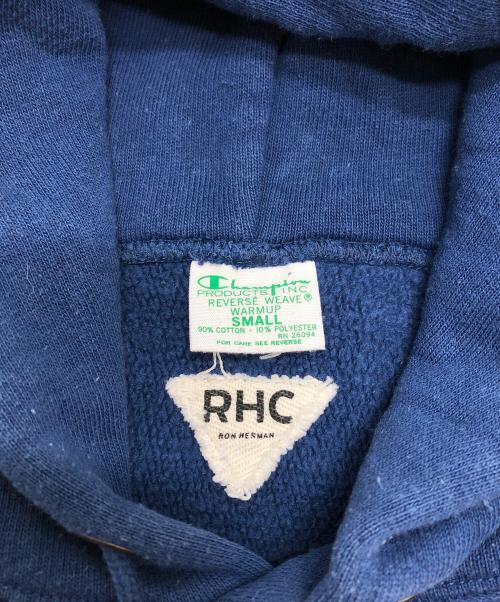 Champion
PRODUCTS INC.
REVERSE WEAVE®
WARMUP
SMALL
90% COTTON - 10% POLYESTER
RN 26094
FOR CARE SEE REVERSE
RHC
RON HERMAN